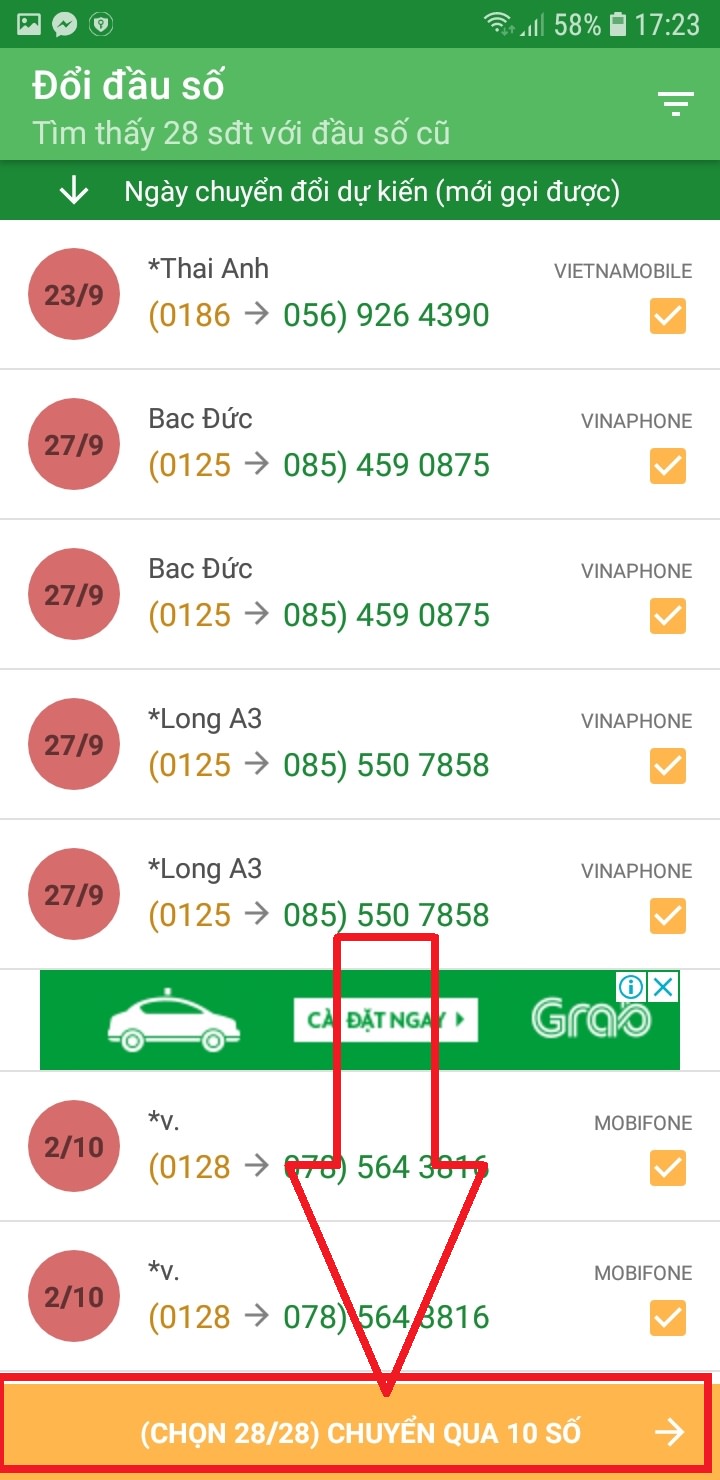 58% 17:23
Đổi đầu số
Tìm thấy 28 sđt với đầu số cũ
Ngày chuyển đổi dự kiến (mới gọi được)
23/9
*Thai Anh
VIETNAMOBILE
(0186 → 056) 926 4390
27/9
Bac Đức
VINAPHONE
(0125 → 085) 459 0875
27/9
Bac Đức
VINAPHONE
(0125 → 085) 459 0875
27/9
*Long A3
VINAPHONE
(0125 → 085) 550 7858
27/9
*Long A3
VINAPHONE
(0125 → 085) 550 7858
CÀI ĐẶT NGAY
Grab
2/10
*v.
MOBIFONE
(0128 → 078) 564 3816
2/10
*v.
MOBIFONE
(0128 → 078) 564 3816
(CHỌN 28/28) CHUYỂN QUA 10 SỐ